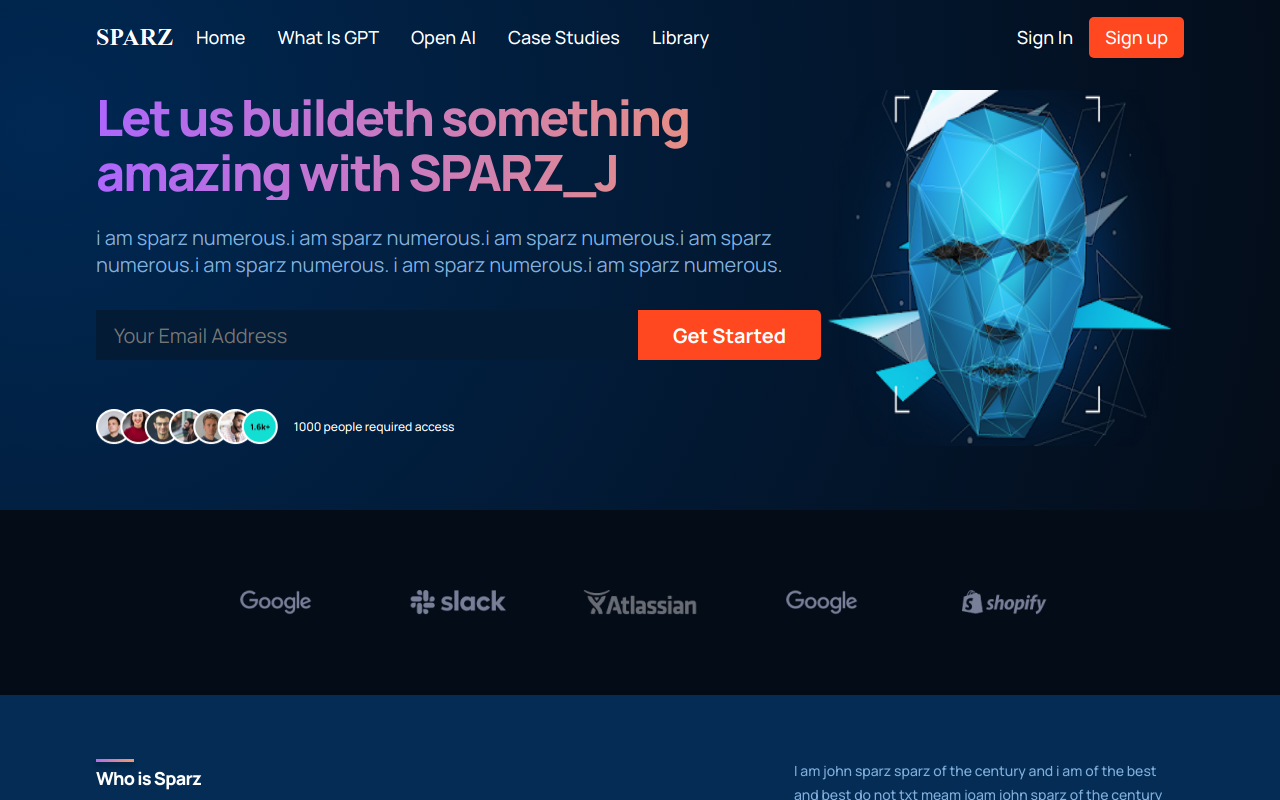 SPARZ Home What Is GPT Open AI Case Studies Library Sign In Sign up
Let us buildeth something
amazing with SPARZ_J
i am sparz numerous.i am sparz numerous.i am sparz numerous.i am sparz
numerous.i am sparz numerous. i am sparz numerous.i am sparz numerous.
Your Email Address Get Started
1.6k+ 1000 people required access
Google slack Atlassian Google shopify
Who is Sparz
I am john sparz sparz of the century and i am of the best
and best do not txt meam ioam john sparz of the century